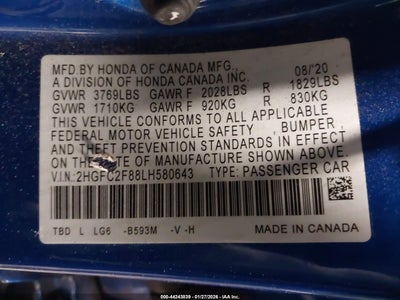 MFD BY HONDA OF CANADA MFG., 08/'20
A DIVISION OF HONDA CANADA INC.
GVWR 3769LBS GAWR F 2028LBS R 1829LBS
GVWR 1710KG GAWR F 920KG R 830KG
THIS VEHICLE CONFORMS TO ALL APPLICABLE
FEDERAL MOTOR VEHICLE SAFETY, BUMPER,
AND THEFT PREVENTION STANDARDS IN EFFECT
ON THE DATE OF MANUFACTURE SHOWN ABOVE.
V.I.N: 2HGFC2F88LH580643 TYPE: PASSENGER CAR
TBD L LG6 -B593M -V -H
MADE IN CANADA
000-44243839 - 01/27/2026 - IAAI.COM